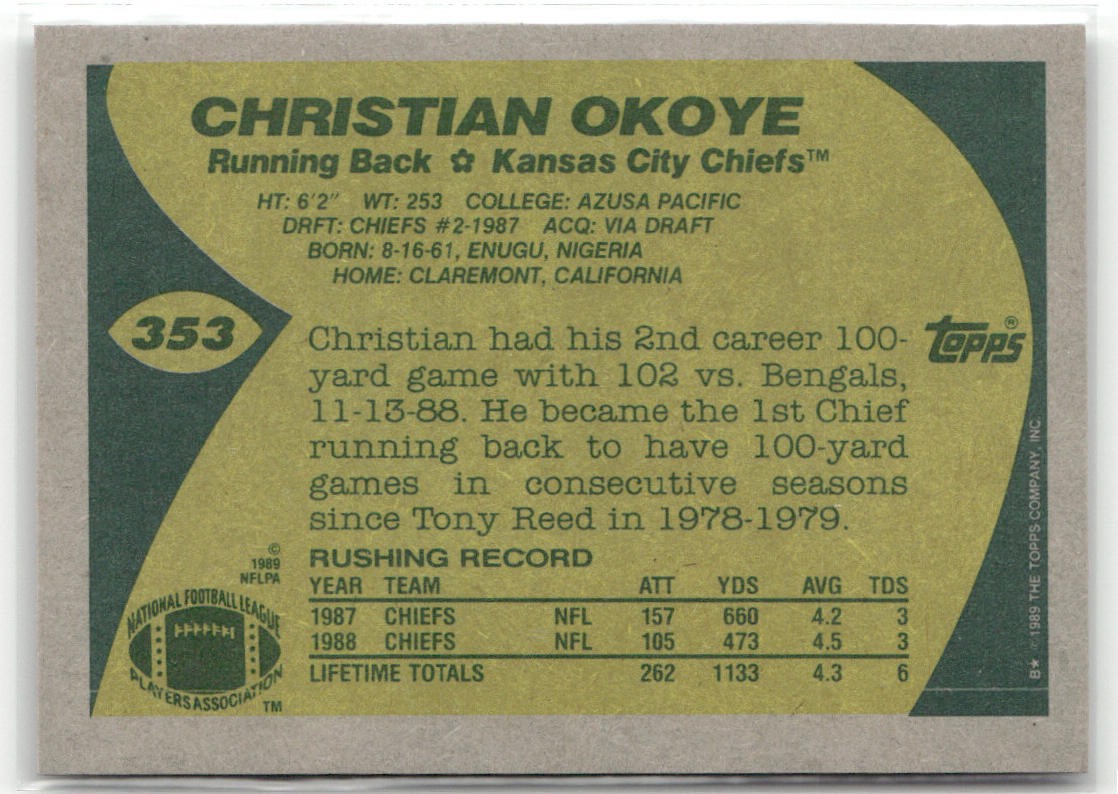 CHRISTIAN OKOYE
Running Back ✿ Kansas City Chiefs™
HT: 6'2" WT: 253 COLLEGE: AZUSA PACIFIC
DRFT: CHIEFS #2-1987 ACQ: VIA DRAFT
BORN: 8-16-61, ENUGU, NIGERIA
HOME: CLAREMONT, CALIFORNIA
353
Topps®
Christian had his 2nd career 100-
yard game with 102 vs. Bengals,
11-13-88. He became the 1st Chief
running back to have 100-yard
games in consecutive seasons
since Tony Reed in 1978-1979.
RUSHING RECORD
YEAR TEAM ATT YDS AVG TDS
1987 CHIEFS NFL 157 660 4.2 3
1988 CHIEFS NFL 105 473 4.5 3
LIFETIME TOTALS 262 1133 4.3 6
©
1989
NFLPA
NATIONAL FOOTBALL LEAGUE
PLAYERS ASSOCIATION
TM
B★ © 1989 THE TOPPS COMPANY, INC.